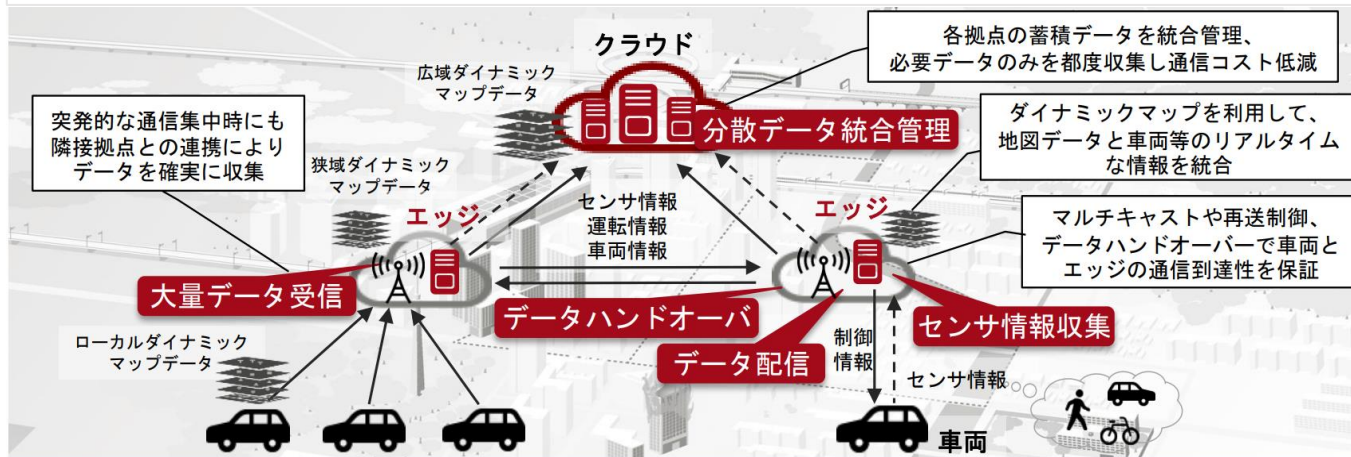 クラウド
広域ダイナミック
マップデータ
各拠点の蓄積データを統合管理、
必要データのみを都度収集し通信コスト低減
突発的な通信集中時にも
隣接拠点との連携により
データを確実に収集
分散データ統合管理
ダイナミックマップを利用して、
地図データと車両等のリアルタイム
な情報を統合
狭域ダイナミック
マップデータ
エッジ
センサ情報
運転情報
車両情報
エッジ
マルチキャストや再送制御、
データハンドオーバーで車両と
エッジの通信到達性を保証
大量データ受信
データハンドオーバ
センサ情報収集
データ配信
制御
情報
ローカルダイナミック
マップデータ
センサ情報
車両